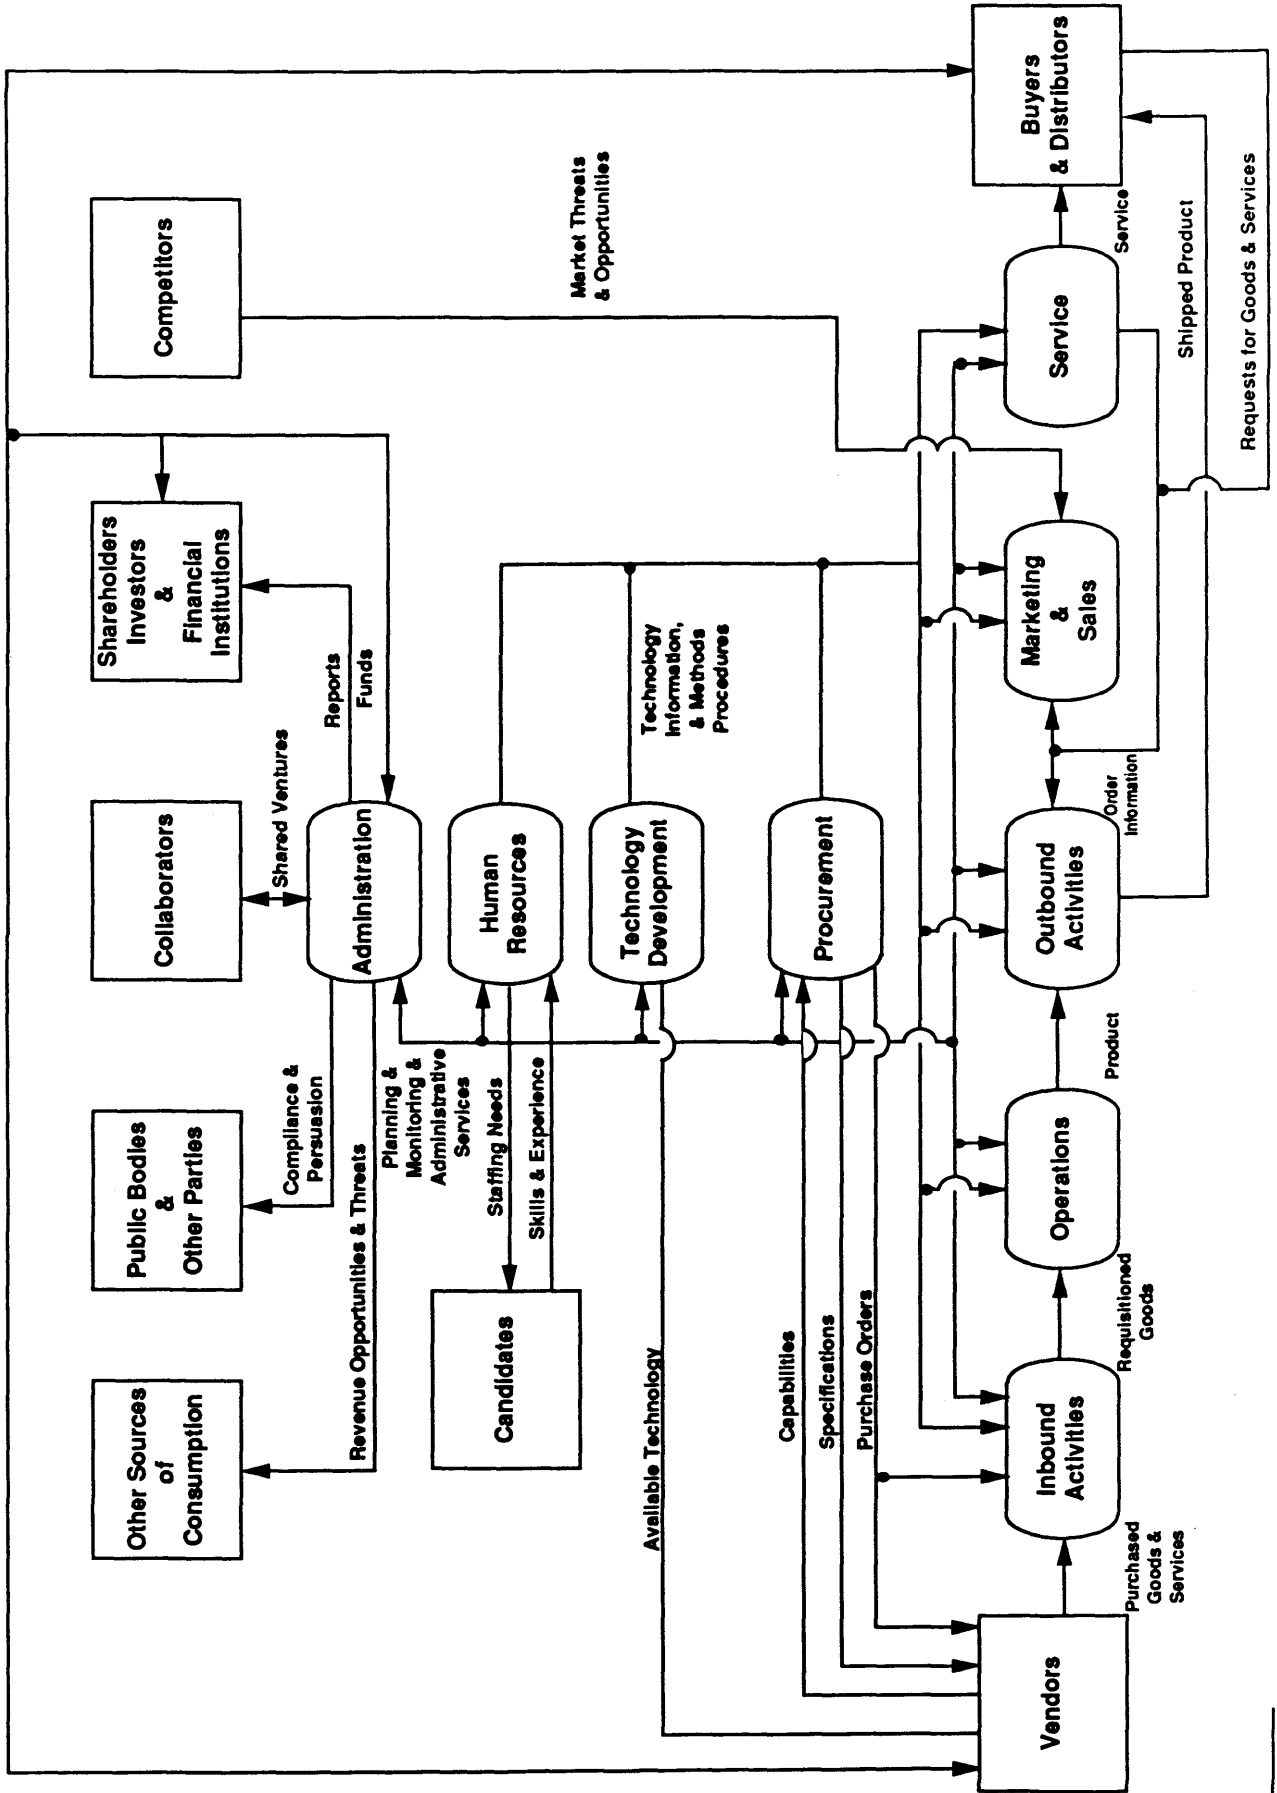 Other Sources
of
Consumption
Public Bodies
&
Other Parties
Collaborators
Shareholders
Investors
&
Financial
Institutions
Competitors
Compliance &
Persuasion
Shared Ventures
Reports
Funds
Revenue Opportunities & Threats
Administration
Planning &
Monitoring &
Administrative
Services
Candidates
Staffing Needs
Skills & Experience
Human
Resources
Market Threats
& Opportunities
Available Technology
Technology
Development
Technology
Information,
& Methods
Procedures
Capabilities
Specifications
Purchase Orders
Procurement
Vendors
Inbound
Activities
Operations
Outbound
Activities
Marketing
&
Sales
Service
Buyers
& Distributors
Purchased
Goods &
Services
Requisitioned
Goods
Product
Order
Information
Service
Shipped Product
Requests for Goods & Services